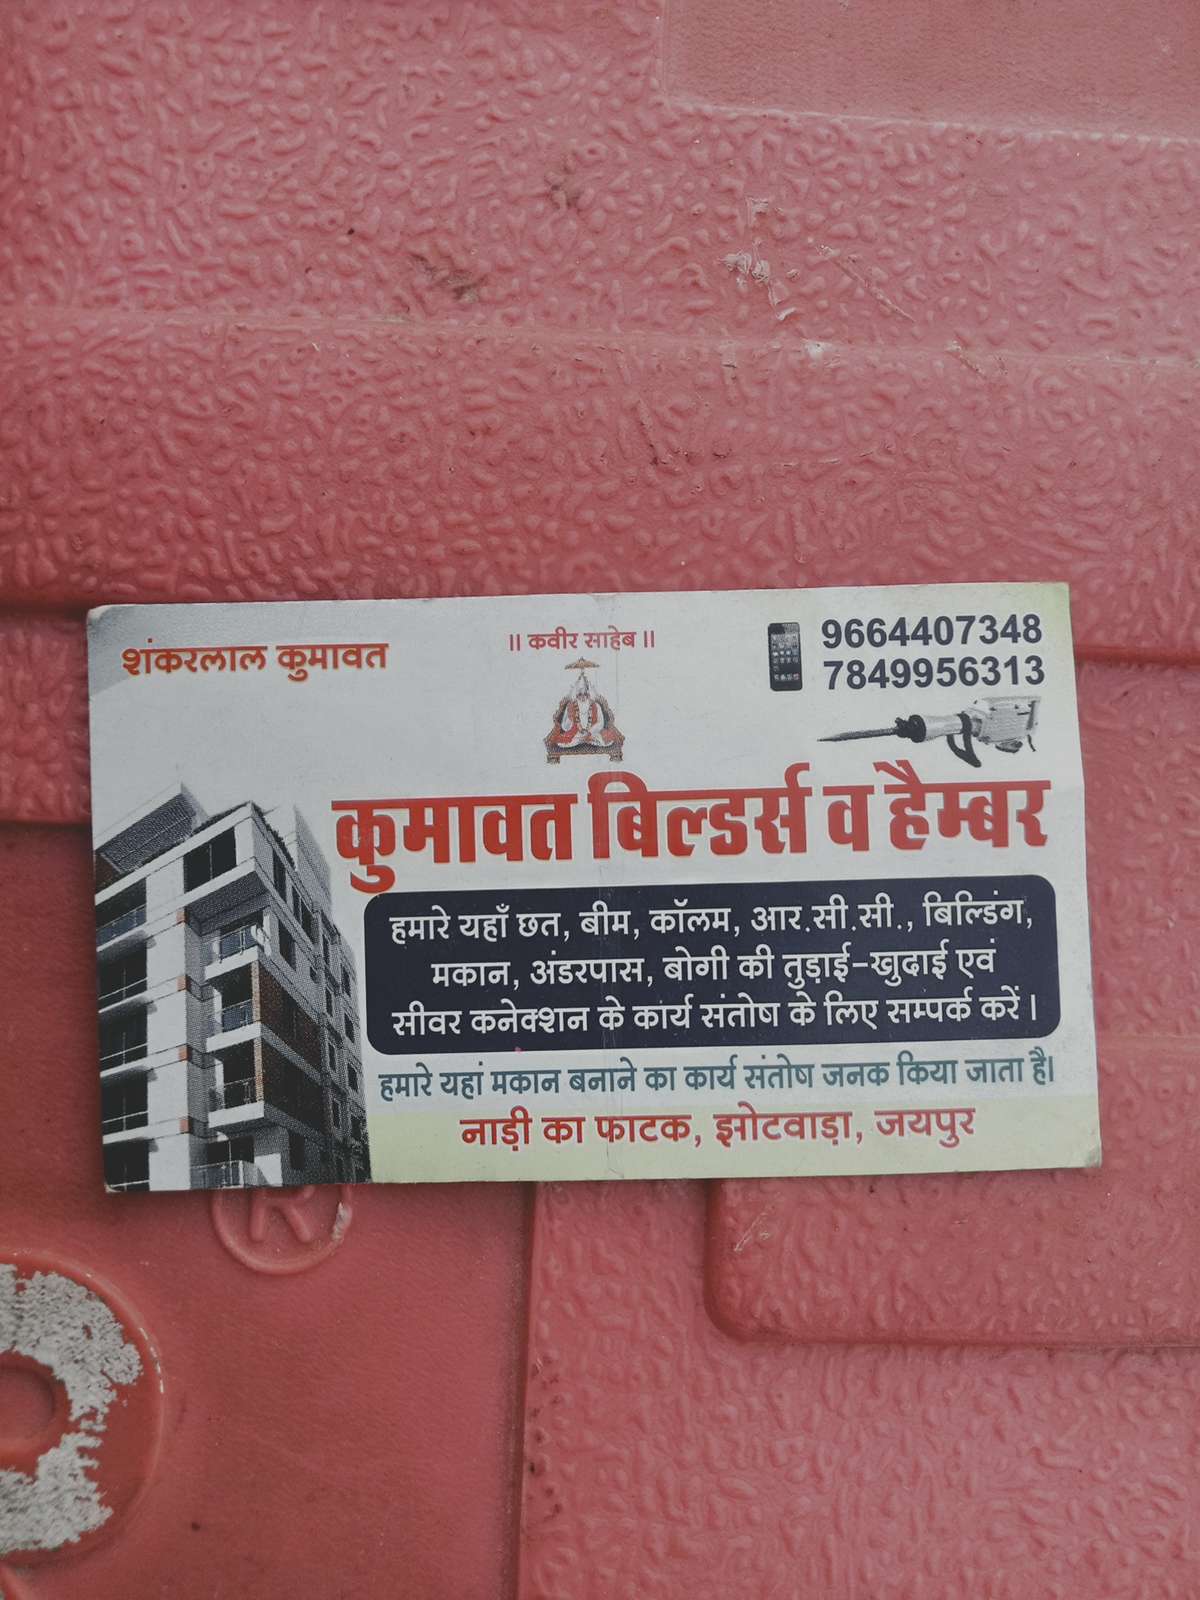 शंकरलाल कुमावत
॥ कवीर साहेब ॥
9664407348
7849956313
कुमावत बिल्डर्स व हैम्बर
हमारे यहाँ छत, बीम, कॉलम, आर.सी.सी., बिल्डिंग,
मकान, अंडरपास, बोगी की तुड़ाई-खुदाई एवं
सीवर कनेक्शन के कार्य संतोष के लिए सम्पर्क करें ।
हमारे यहां मकान बनाने का कार्य संतोष जनक किया जाता है।
नाड़ी का फाटक, झोटवाड़ा, जयपुर
R